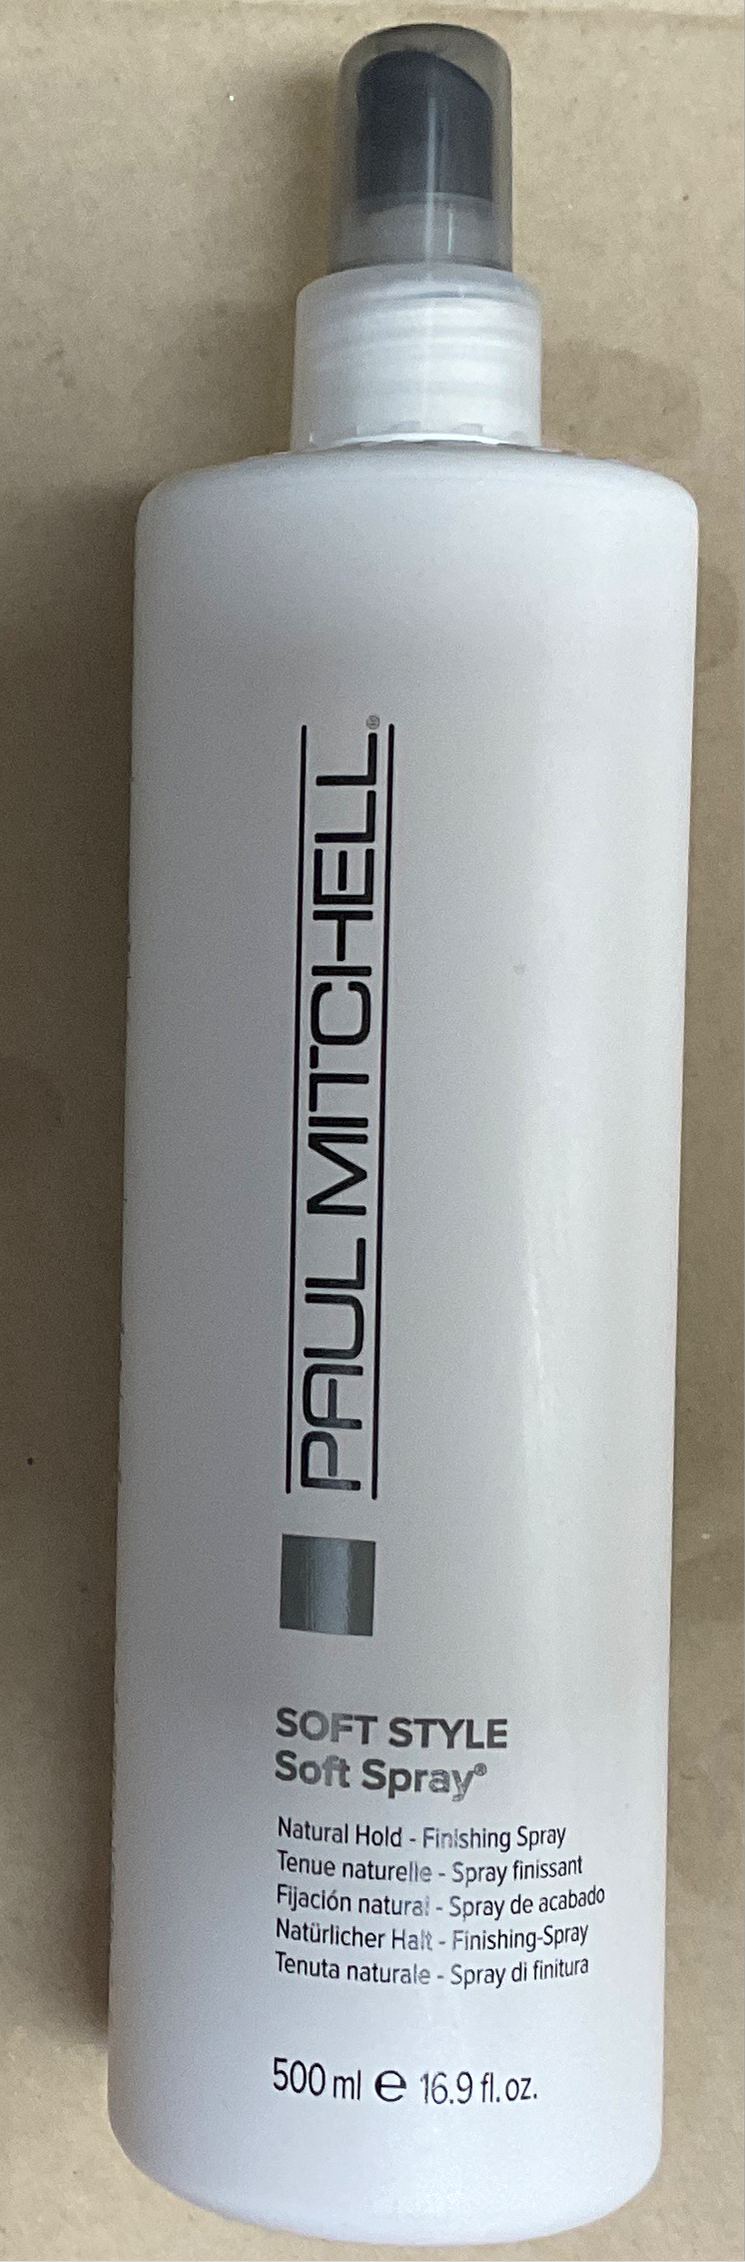 PAUL MITCHELL®
SOFT STYLE
Soft Spray®
Natural Hold - Finishing Spray
Tenue naturelle - Spray finissant
Fijación natural - Spray de acabado
Natürlicher Halt - Finishing-Spray
Tenuta naturale - Spray di finitura
500 ml e 16.9 fl. oz.